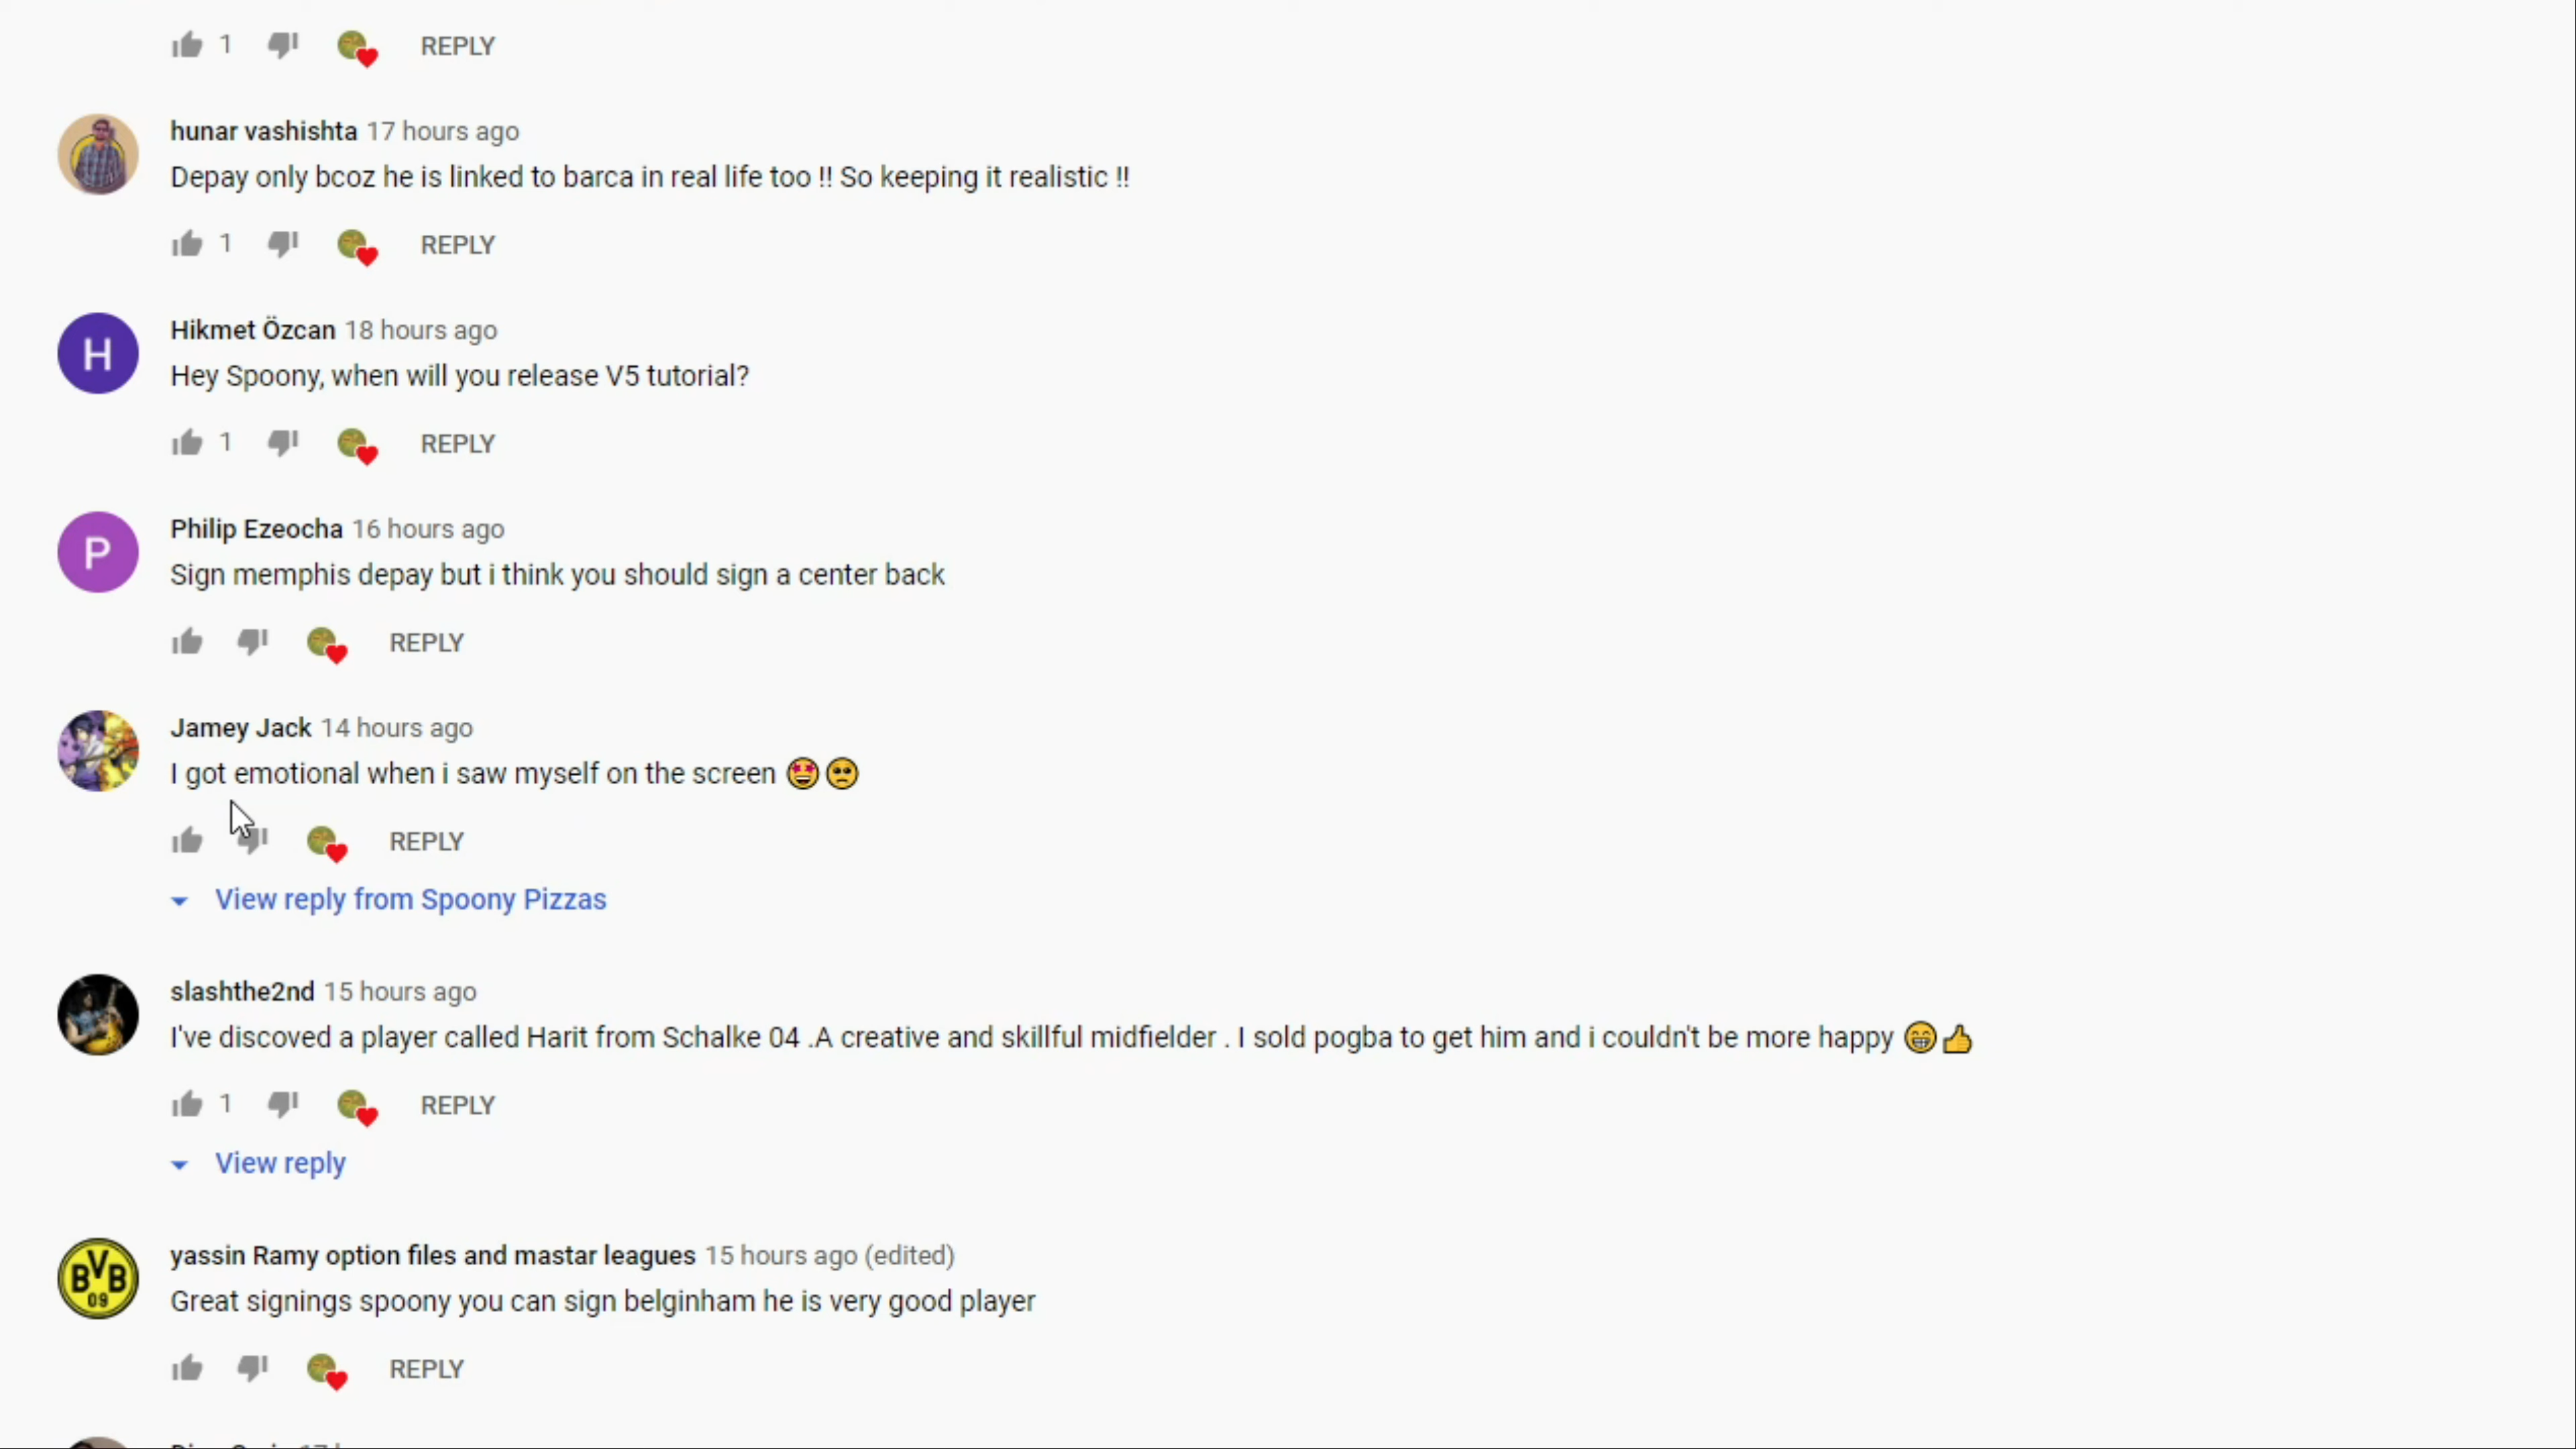 1 REPLY
hunar vashishta 17 hours ago
Depay only bcoz he is linked to barca in real life too !! So keeping it realistic !!
1 REPLY
H
Hikmet Özcan 18 hours ago
Hey Spoony, when will you release V5 tutorial?
1 REPLY
P
Philip Ezeocha 16 hours ago
Sign memphis depay but i think you should sign a center back
REPLY
Jamey Jack 14 hours ago
I got emotional when i saw myself on the screen 🤩🥺
REPLY
View reply from Spoony Pizzas
slashthe2nd 15 hours ago
I've discoved a player called Harit from Schalke 04 .A creative and skillful midfielder . I sold pogba to get him and i couldn't be more happy 😁👍
1 REPLY
View reply
BVB
09
yassin Ramy option files and mastar leagues 15 hours ago (edited)
Great signings spoony you can sign belginham he is very good player
REPLY